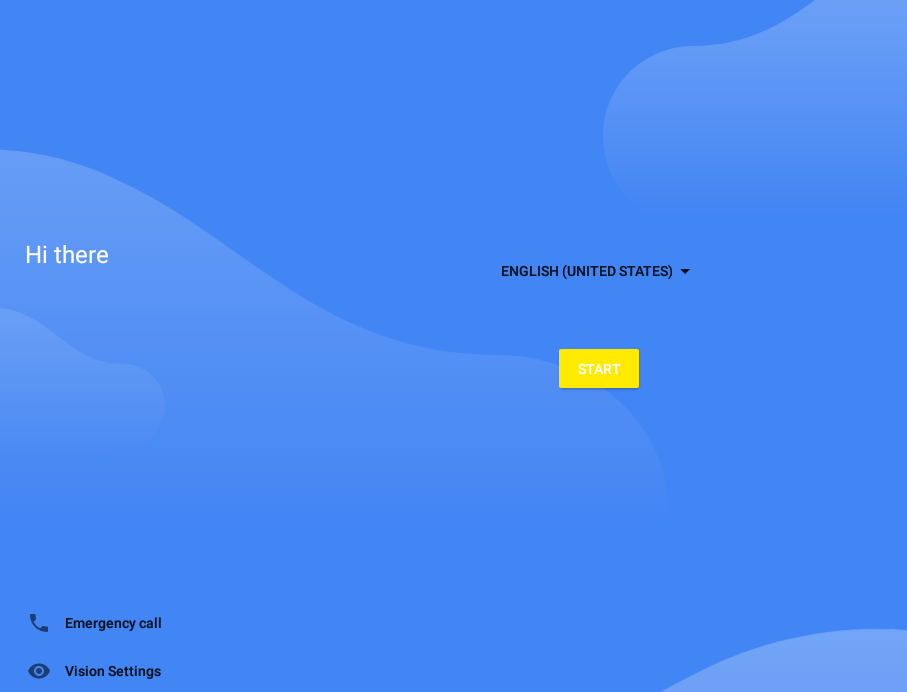 Hi there
ENGLISH (UNITED STATES)
START
Emergency call
Vision Settings